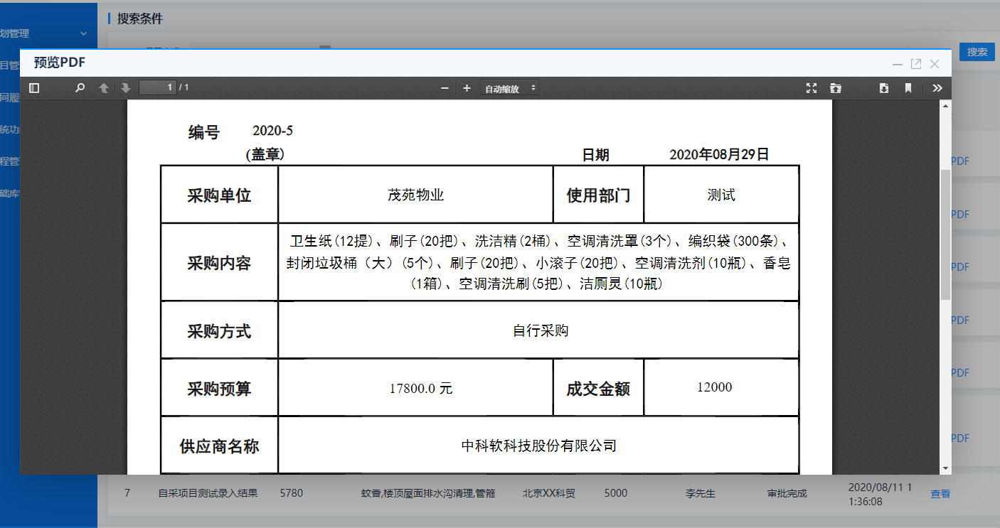 搜索条件
划管理
搜索
预览PDF
目管
1 / 1
自动缩放
同履
编号 2020-5
统功
(盖章) 日期 2020年08月29日
程管
PDF
采购单位 茂苑物业 使用部门 测试
础库
PDF
卫生纸(12提)、刷子(20把)、洗洁精(2桶)、空调清洗罩(3个)、编织袋(300条)、
采购内容 封闭垃圾桶（大）(5个)、刷子(20把)、小滚子(20把)、空调清洗剂(10瓶)、香皂
PDF
(1箱)、空调清洗刷(5把)、洁厕灵(10瓶)
PDF
采购方式 自行采购
PDF
采购预算 17800.0 元 成交金额 12000
PDF
供应商名称 中科软科技股份有限公司
7 自采项目测试录入结果 5780 蚊香,楼顶屋面排水沟清理,管箍 北京XX科贸 5000 李先生 审批完成 2020/08/11 1 查看
1:36:08